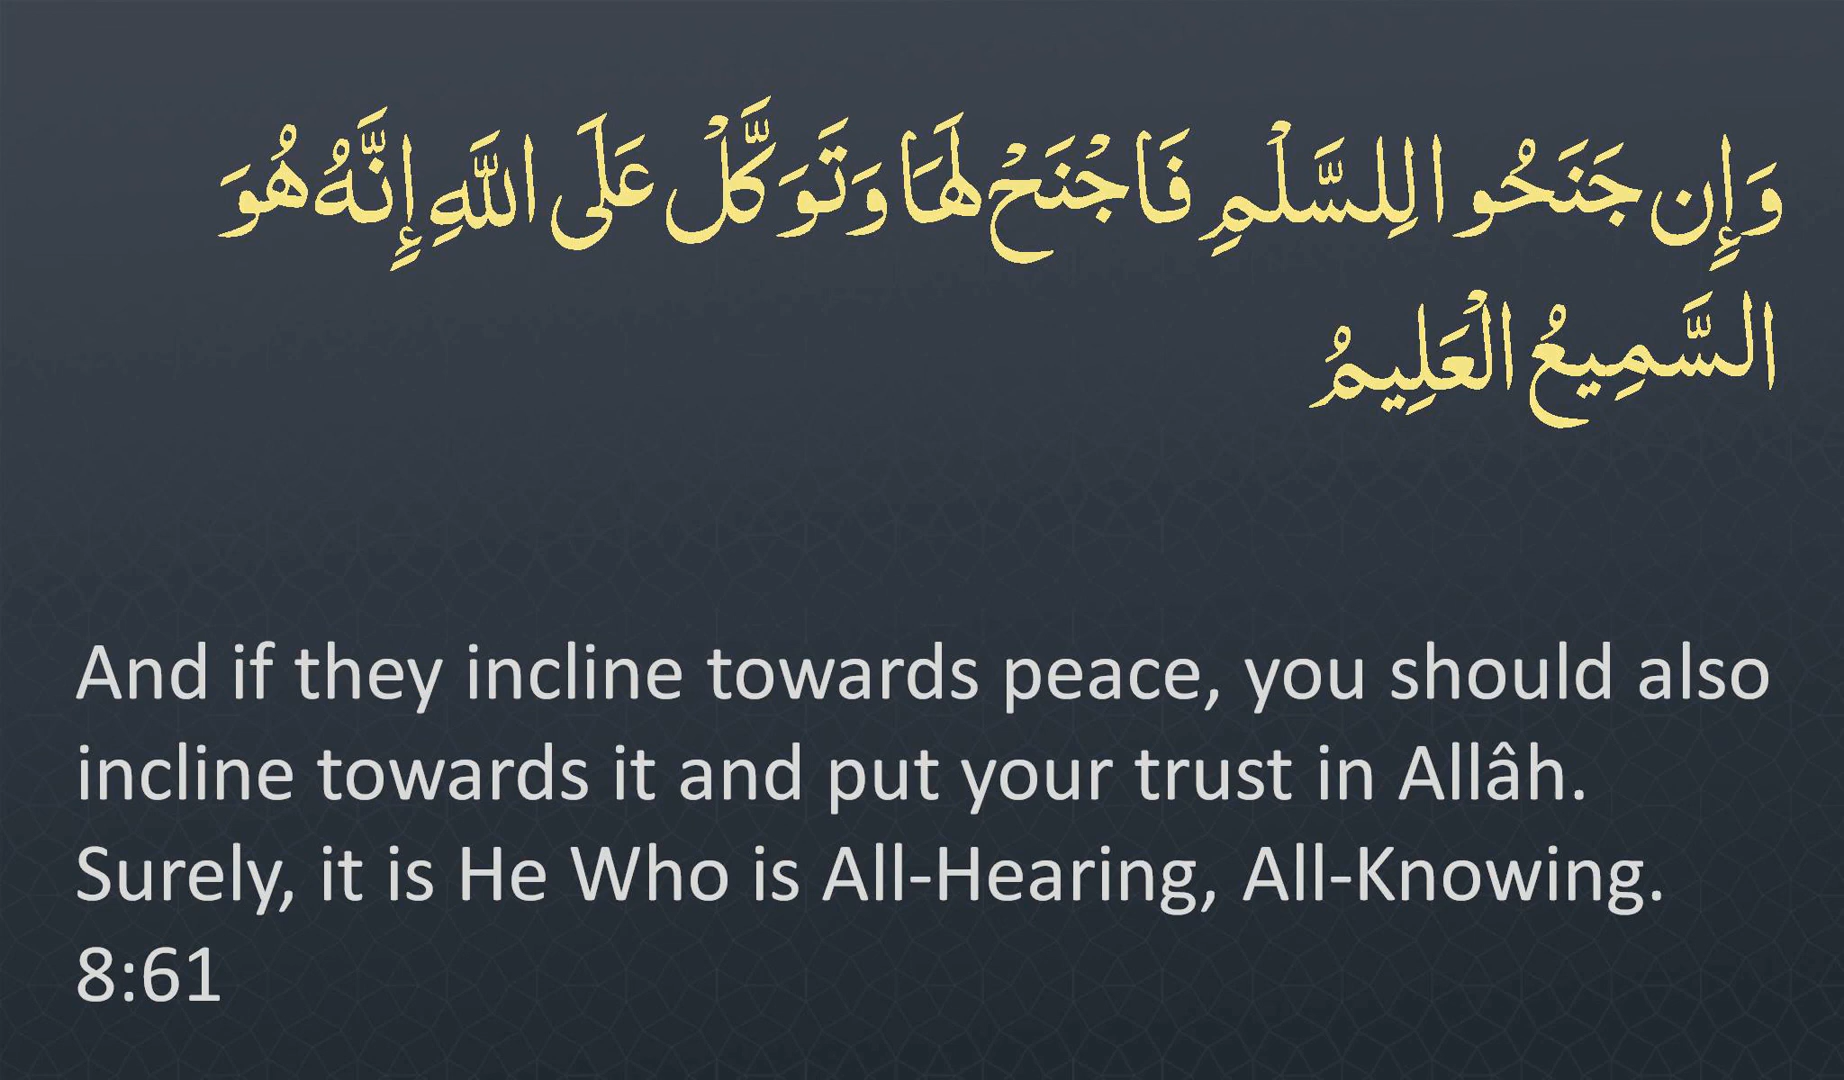 وَإِن جَنَحُوا لِلسَّلْمِ فَاجْنَحْ لَهَا وَتَوَكَّلْ عَلَى اللَّهِ إِنَّهُ هُوَ
السَّمِيعُ الْعَلِيمُ
And if they incline towards peace, you should also
incline towards it and put your trust in Allâh.
Surely, it is He Who is All-Hearing, All-Knowing.
8:61